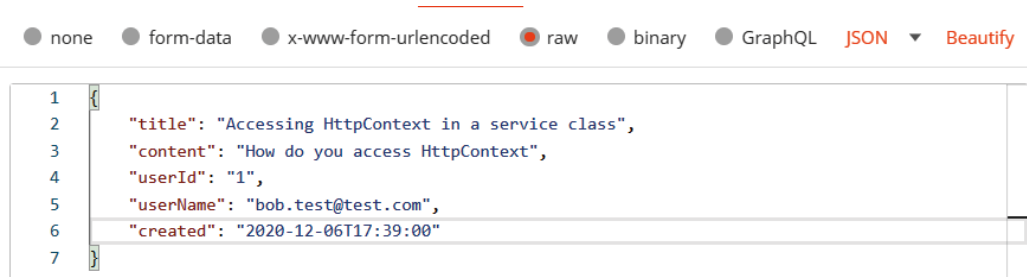 none form-data x-www-form-urlencoded raw binary GraphQL JSON Beautify
1 {
2 "title": "Accessing HttpContext in a service class",
3 "content": "How do you access HttpContext",
4 "userId": "1",
5 "userName": "bob.test@test.com",
6 "created": "2020-12-06T17:39:00"
7 }